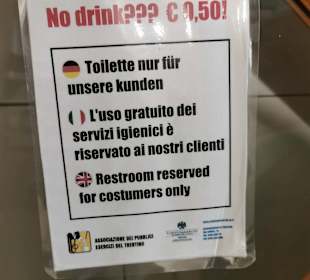 No drink??? € 0,50!
Toilette nur für
unsere kunden
L'uso gratuito dei
servizi igienici è
riservato ai nostri clienti
Restroom reserved
for costumers only
ASSOCIAZIONE DEI PUBBLICI
ESERCIZI DEL TRENTINO